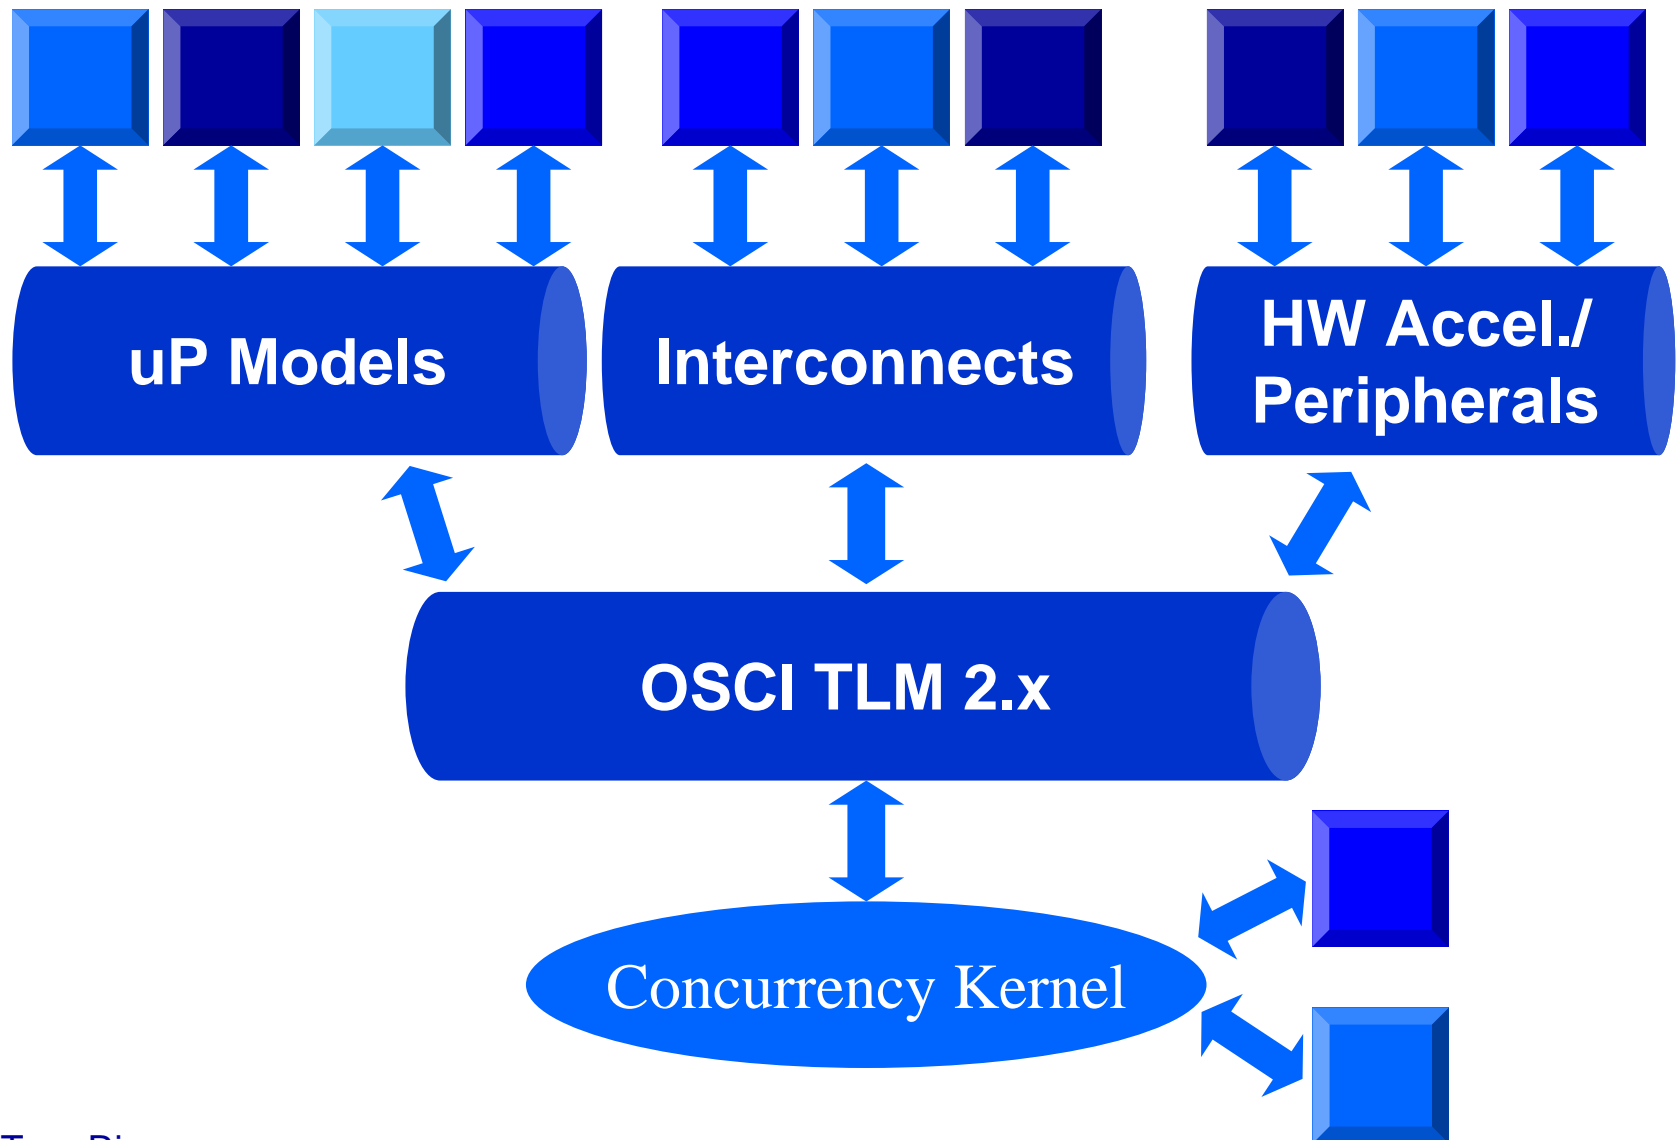 uP Models
Interconnects
HW Accel./
Peripherals
OSCI TLM 2.x
Concurrency Kernel